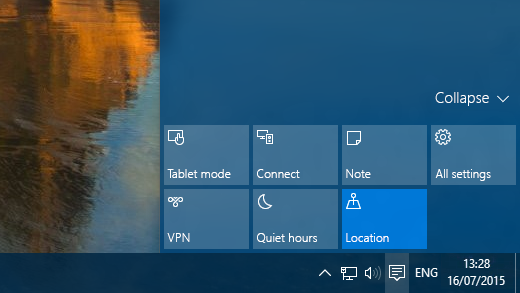 Collapse
Tablet mode
Connect
Note
All settings
VPN
Quiet hours
Location
ENG
13:28
16/07/2015